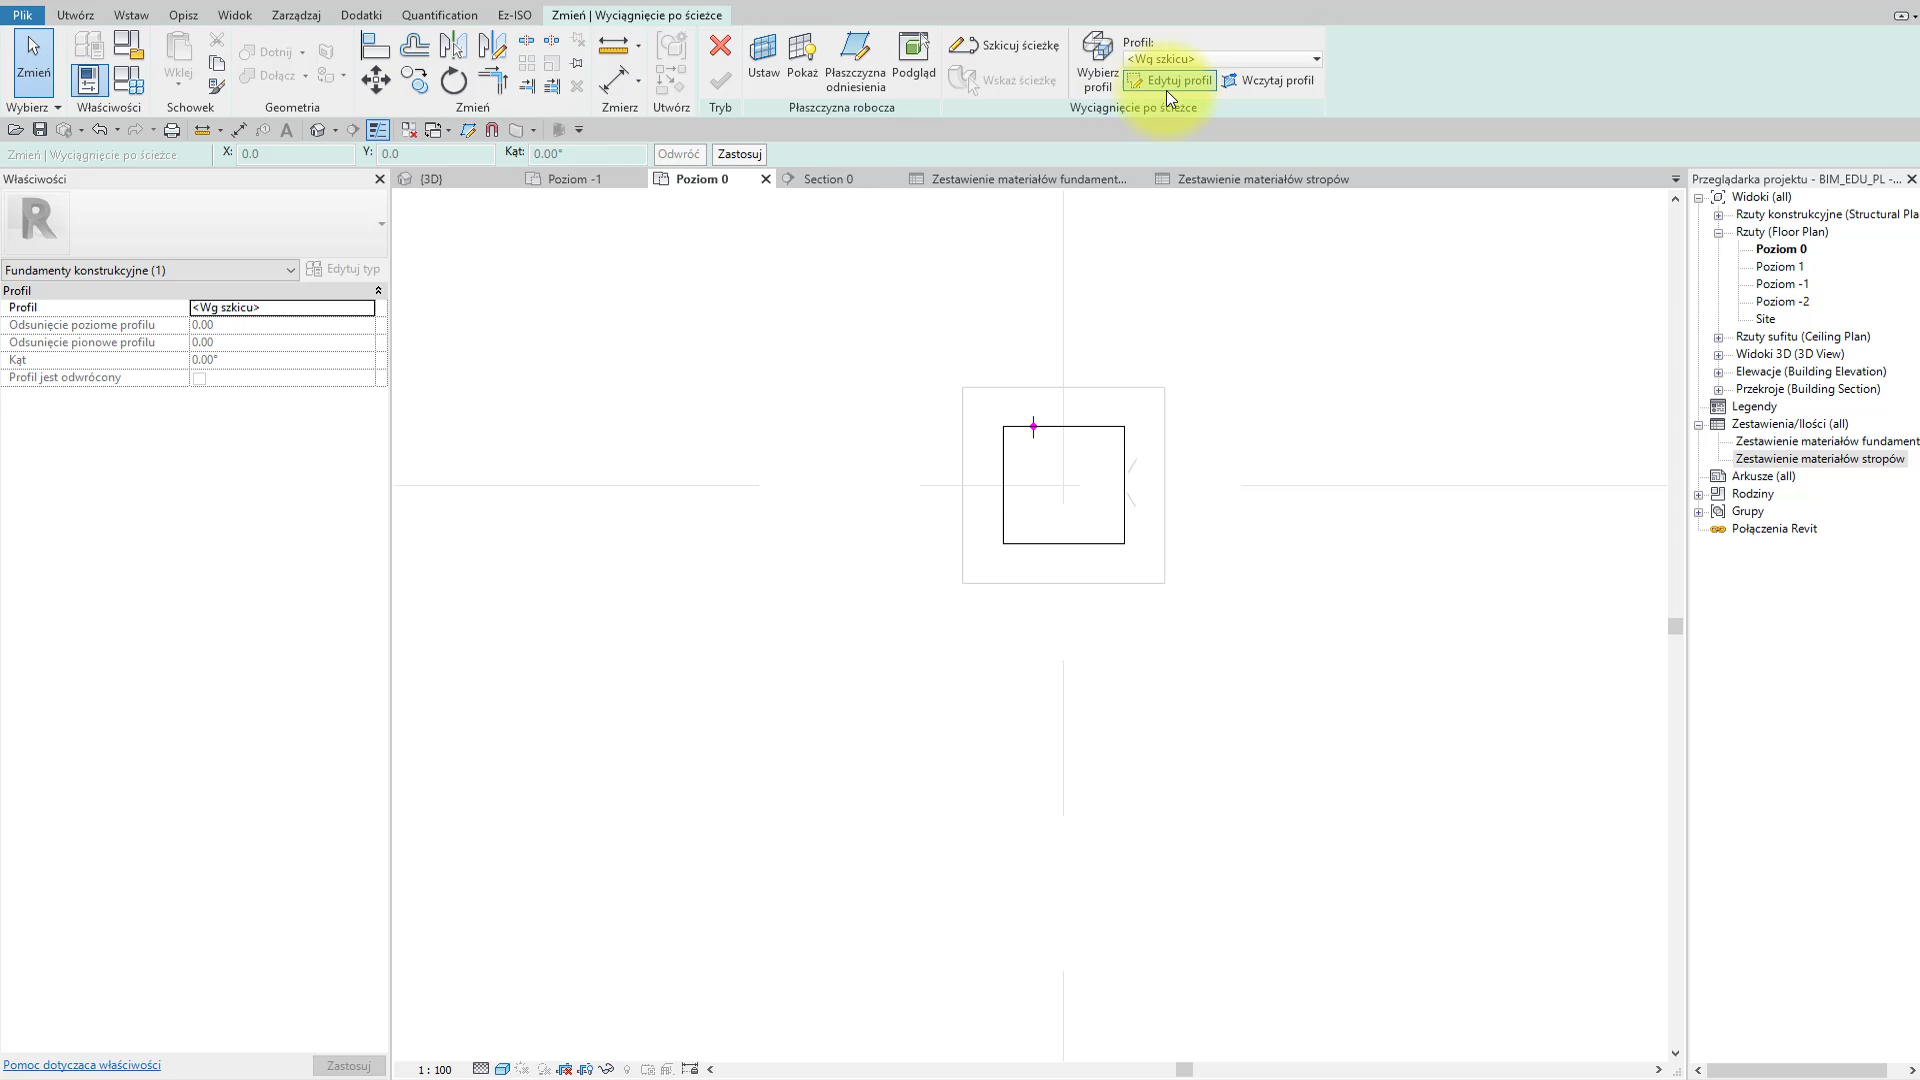 Plik Utwórz Wstaw Opisz Widok Zarządzaj Dodatki Quantification Ez-ISO Zmień | Wyciągnięcie po ścieżce
Zmień
Wklej
Dotnij
Dołącz
Ustaw Pokaż Płaszczyzna odniesienia Podgląd
Szkicuj ścieżkę
Wskaż ścieżkę
Wybierz profil
Profil:
<Wg szkicu>
Edytuj profil Wczytaj profil
Wybierz Właściwości Schowek Geometria Zmień Zmierz Utwórz Tryb Płaszczyzna robocza Wyciągnięcie po ścieżce
Zmień | Wyciągnięcie po ścieżce X: 0.0 Y: 0.0 Kąt: 0.00° Odwróć Zastosuj
Właściwości
{3D} Poziom -1 Poziom 0 Section 0 Zestawienie materiałów fundament... Zestawienie materiałów stropów
Przeglądarka projektu - BIM_EDU_PL -...
R
Fundamenty konstrukcyjne (1) Edytuj typ
Profil
Profil <Wg szkicu>
Odsunięcie poziome profilu 0.00
Odsunięcie pionowe profilu 0.00
Kąt 0.00°
Profil jest odwrócony
Widoki (all)
Rzuty konstrukcyjne (Structural Pla
Rzuty (Floor Plan)
Poziom 0
Poziom 1
Poziom -1
Poziom -2
Site
Rzuty sufitu (Ceiling Plan)
Widoki 3D (3D View)
Elewacje (Building Elevation)
Przekroje (Building Section)
Legendy
Zestawienia/Ilości (all)
Zestawienie materiałów fundament
Zestawienie materiałów stropów
Arkusze (all)
Rodziny
Grupy
Połączenia Revit
Pomoc dotycząca właściwości Zastosuj
1 : 100